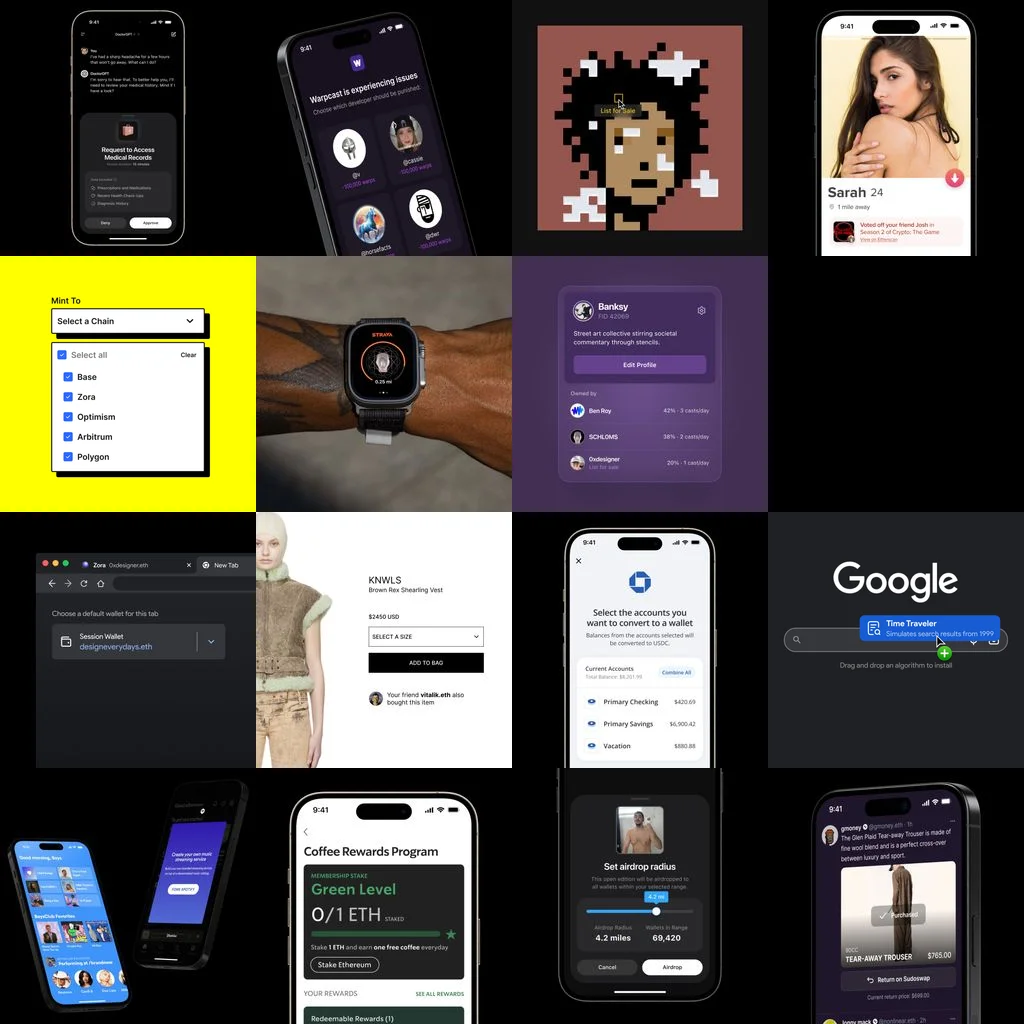 9:41
DoctorGPT
You
I've had a sharp headache for a few hours
that won't go away. What can I do?
DoctorGPT
I'm sorry to hear that. To better help you, I'll
need to review your medical history. Mind if I
have a look?
Request to Access
Medical Records
Prescriptions and Medications
Recent Health Check-Ups
Diagnostic History
Deny
Approve
9:41
W
Warpcast is experiencing issues
Choose which developer should be punished.
@v
-100,000 warps
@cassie
-100,000 warps
@horsefacts
@dwr
-100,000 warps
List for Sale
9:41
Sarah 24
1 mile away
Voted off your friend Josh in
Season 2 of Crypto: The Game
View on Etherscan
Mint To
Select a Chain
Select all
Clear
Base
Zora
Optimism
Arbitrum
Polygon
STRAVA
0.25 mi
Banksy
FID 42069
Street art collective stirring societal
commentary through stencils.
Edit Profile
Owned by
Ben Roy
42% · 3 casts/day
SCHL0MS
38% · 2 casts/day
0xdesigner
List for sale
20% · 1 cast/day
Zora 0xdesigner.eth
New Tab
Choose a default wallet for this tab
Session Wallet
designeverydays.eth
KNWLS
Brown Rex Shearling Vest
$2450 USD
SELECT A SIZE
ADD TO BAG
Your friend vitalik.eth also
bought this item
9:41
Select the accounts you
want to convert to a wallet
Balances from the accounts selected will
be converted to USDC.
Current Accounts
Total Balance: $8,201.99
Combine All
Primary Checking
$420.69
Primary Savings
$6,900.42
Vacation
$880.88
Google
Time Traveler
Simulates search results from 1999
Drag and drop an algorithm to install
Good morning, Boys
BoysClub Favorites
Performing at /brandnewe
Create your own music
streaming service
FORK SPOTIFY
9:41
Coffee Rewards Program
MEMBERSHIP STAKE
Green Level
0/1 ETH STAKED
Stake 1 ETH and earn one free coffee everyday
Stake Ethereum
YOUR REWARDS
SEE ALL REWARDS
Redeemable Rewards (1)
Set airdrop radius
This open edition will be airdropped to
all wallets within your selected range.
4.2 mi
Airdrop Radius
4.2 miles
Wallets in Range
69,420
Cancel
Airdrop
9:41
gmoney @gmoney.eth · 1h
The Glen Plaid Tear-away Trouser is made of
fine wool blend and is a perfect cross-over
between luxury and sport.
Purchased
9DCC
TEAR-AWAY TROUSER
$765.00
Return on Sudoswap
Current return price: $699.00
@nonlinear.eth · 2h